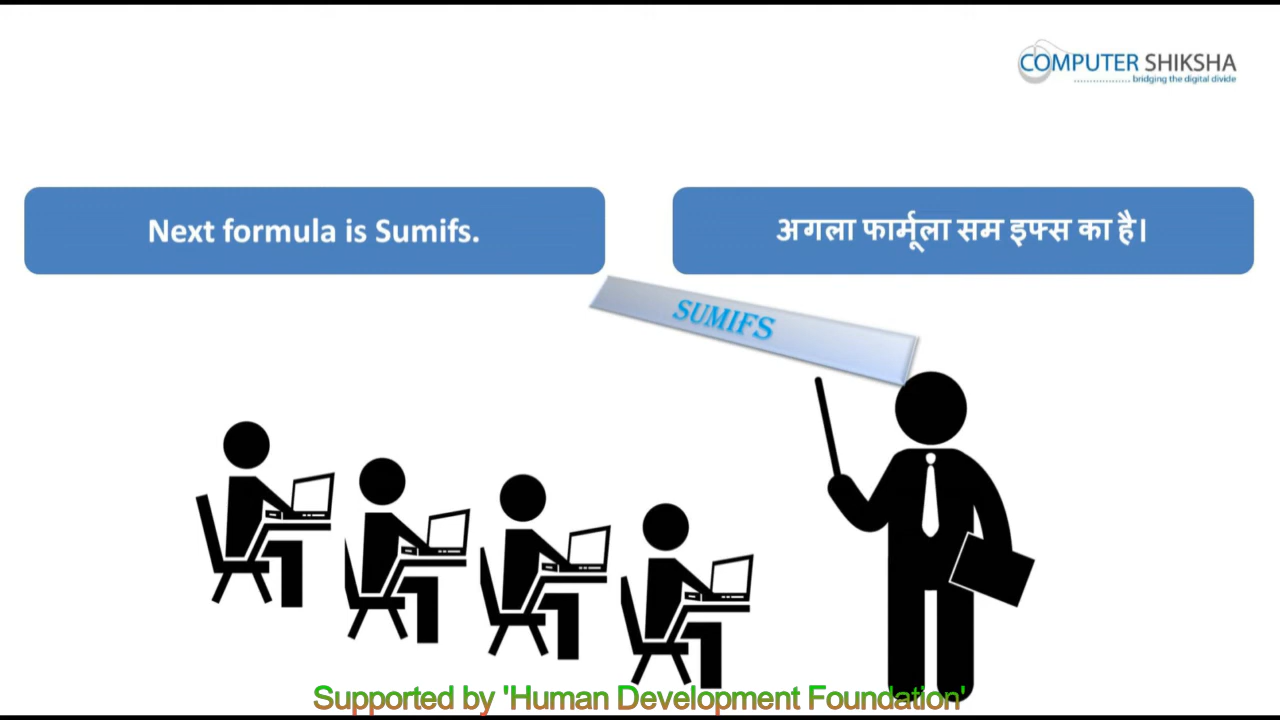 COMPUTER SHIKSHA
bridging the digital divide
Next formula is Sumifs.
अगला फार्मूला सम इफ्स का है।
SUMIFS
Supported by 'Human Development Foundation'